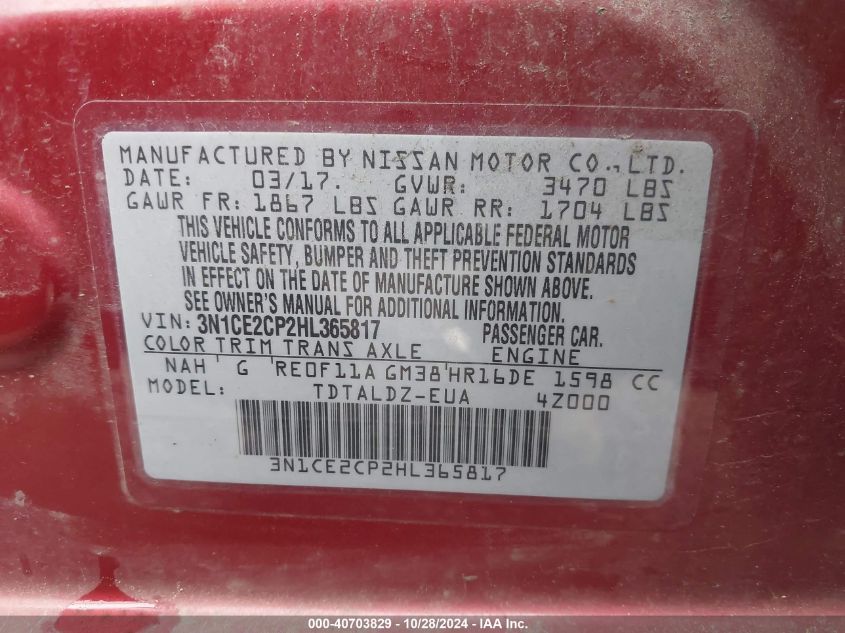 MANUFACTURED BY NISSAN MOTOR CO., LTD.
DATE: 03/17. GVWR: 3470 LBS
GAWR FR: 1867 LBS GAWR RR: 1704 LBS
THIS VEHICLE CONFORMS TO ALL APPLICABLE FEDERAL MOTOR
VEHICLE SAFETY, BUMPER AND THEFT PREVENTION STANDARDS
IN EFFECT ON THE DATE OF MANUFACTURE SHOWN ABOVE.
SEE OWNER'S MANUAL FOR ADDITIONAL INFORMATION.
VIN: 3N1CE2CP2HL365817 PASSENGER CAR.
COLOR TRIM TRANS AXLE ENGINE
NAH G RE0F11A GM38 HR16DE 1598 CC
MODEL: TDTALDZ-EUA 4Z000
3N1CE2CP2HL365817
000-40703829 - 10/28/2024 - IAA Inc.